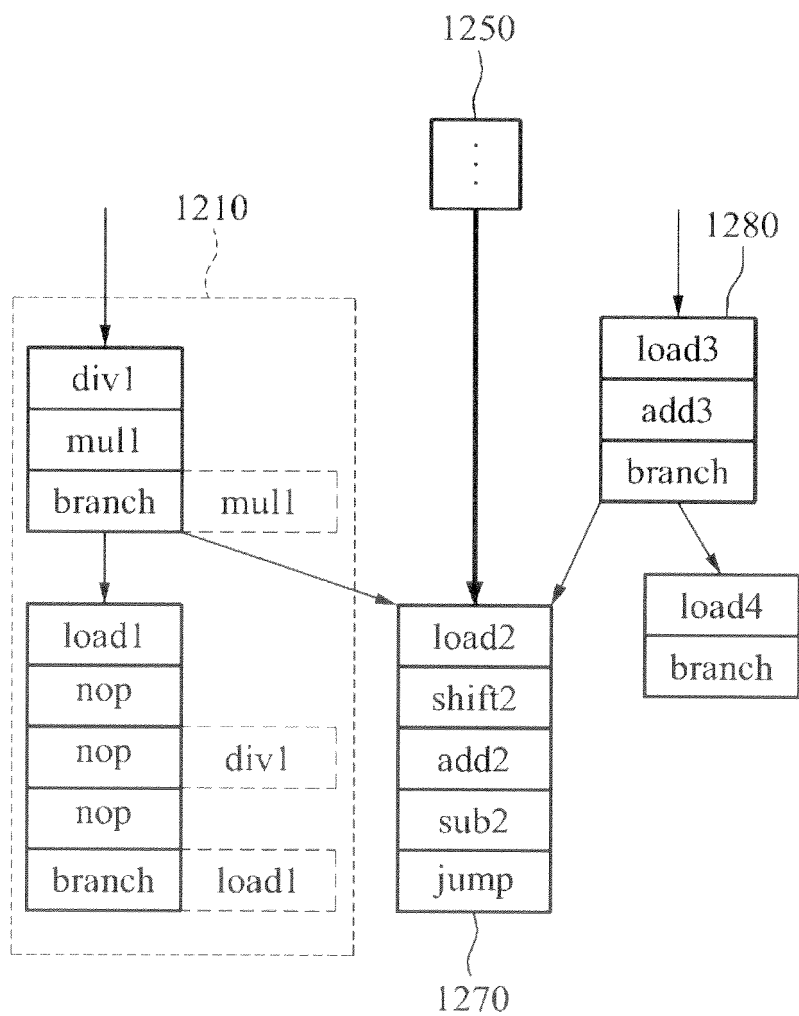 1250
⋮
1210
1280
div1
mul1
branch mul1
load1
nop
nop div1
nop
branch load1
load2
shift2
add2
sub2
jump
1270
load3
add3
branch
load4
branch